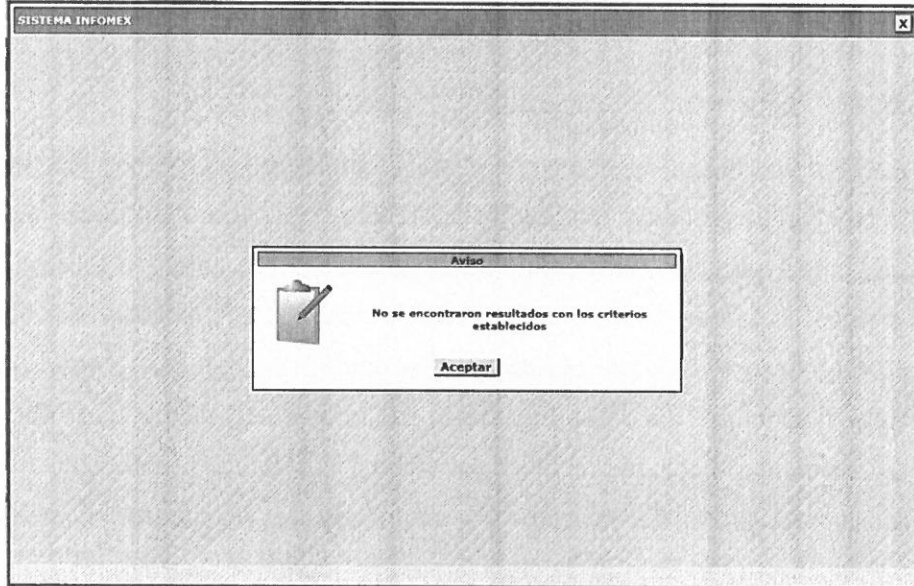 SISTEMA INFOMEX
X
Aviso
No se encontraron resultados con los criterios
establecidos
Aceptar